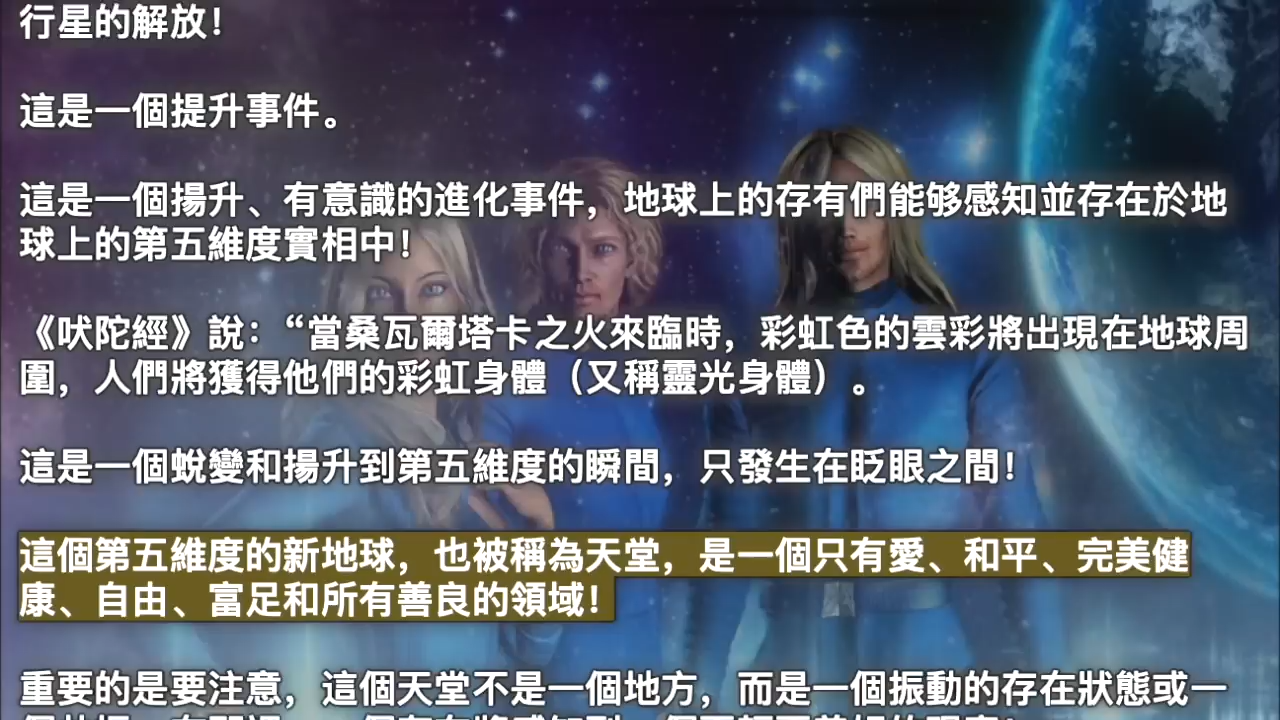 行星的解放！
這是一個提升事件。
這是一個揚升、有意識的進化事件，地球上的存有們能够感知並存在於地
球上的第五維度實相中！
《吠陀經》說：“當桑瓦爾塔卡之火來臨時，彩虹色的雲彩將出現在地球周
圍，人們將獲得他們的彩虹身體（又稱靈光身體）。
這是一個蛻變和揚升到第五維度的瞬間，只發生在眨眼之間！
這個第五維度的新地球，也被稱為天堂，是一個只有愛、和平、完美健
康、自由、富足和所有善良的領域！
重要的是要注意，這個天堂不是一個地方，而是一個振動的存在狀態或一